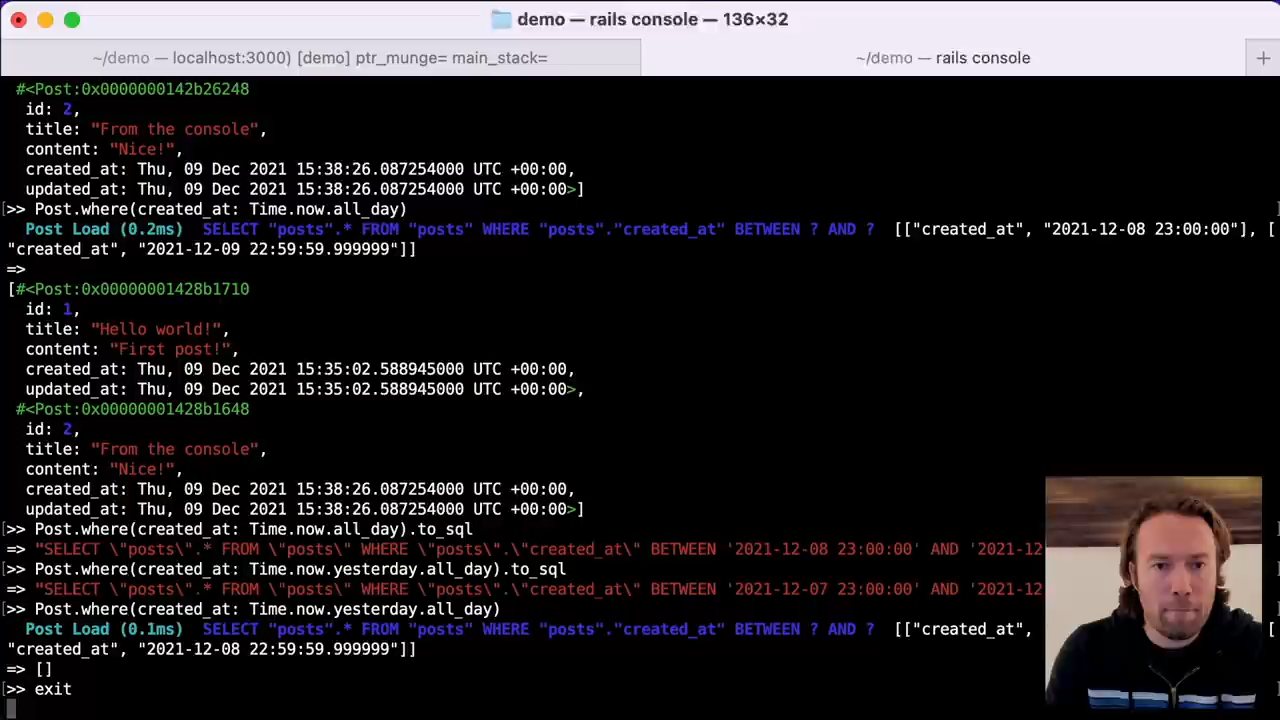 demo — rails console — 136×32
~/demo — localhost:3000) [demo] ptr_munge= main_stack=
~/demo — rails console
#<Post:0x0000000142b26248
id: 2,
title: "From the console",
content: "Nice!",
created_at: Thu, 09 Dec 2021 15:38:26.087254000 UTC +00:00,
updated_at: Thu, 09 Dec 2021 15:38:26.087254000 UTC +00:00>]
[>> Post.where(created_at: Time.now.all_day)
Post Load (0.2ms)  SELECT "posts".* FROM "posts" WHERE "posts"."created_at" BETWEEN ? AND ?  [["created_at", "2021-12-08 23:00:00"], [
"created_at", "2021-12-09 22:59:59.999999"]]
=>
[#<Post:0x00000001428b1710
id: 1,
title: "Hello world!",
content: "First post!",
created_at: Thu, 09 Dec 2021 15:35:02.588945000 UTC +00:00,
updated_at: Thu, 09 Dec 2021 15:35:02.588945000 UTC +00:00>,
#<Post:0x00000001428b1648
id: 2,
title: "From the console",
content: "Nice!",
created_at: Thu, 09 Dec 2021 15:38:26.087254000 UTC +00:00,
updated_at: Thu, 09 Dec 2021 15:38:26.087254000 UTC +00:00>]
[>> Post.where(created_at: Time.now.all_day).to_sql
=> "SELECT \"posts\".* FROM \"posts\" WHERE \"posts\".\"created_at\" BETWEEN '2021-12-08 23:00:00' AND '2021-12
[>> Post.where(created_at: Time.now.yesterday.all_day).to_sql
=> "SELECT \"posts\".* FROM \"posts\" WHERE \"posts\".\"created_at\" BETWEEN '2021-12-07 23:00:00' AND '2021-12
[>> Post.where(created_at: Time.now.yesterday.all_day)
Post Load (0.1ms)  SELECT "posts".* FROM "posts" WHERE "posts"."created_at" BETWEEN ? AND ?  [["created_at", [
"created_at", "2021-12-08 22:59:59.999999"]]
=> []
[>> exit